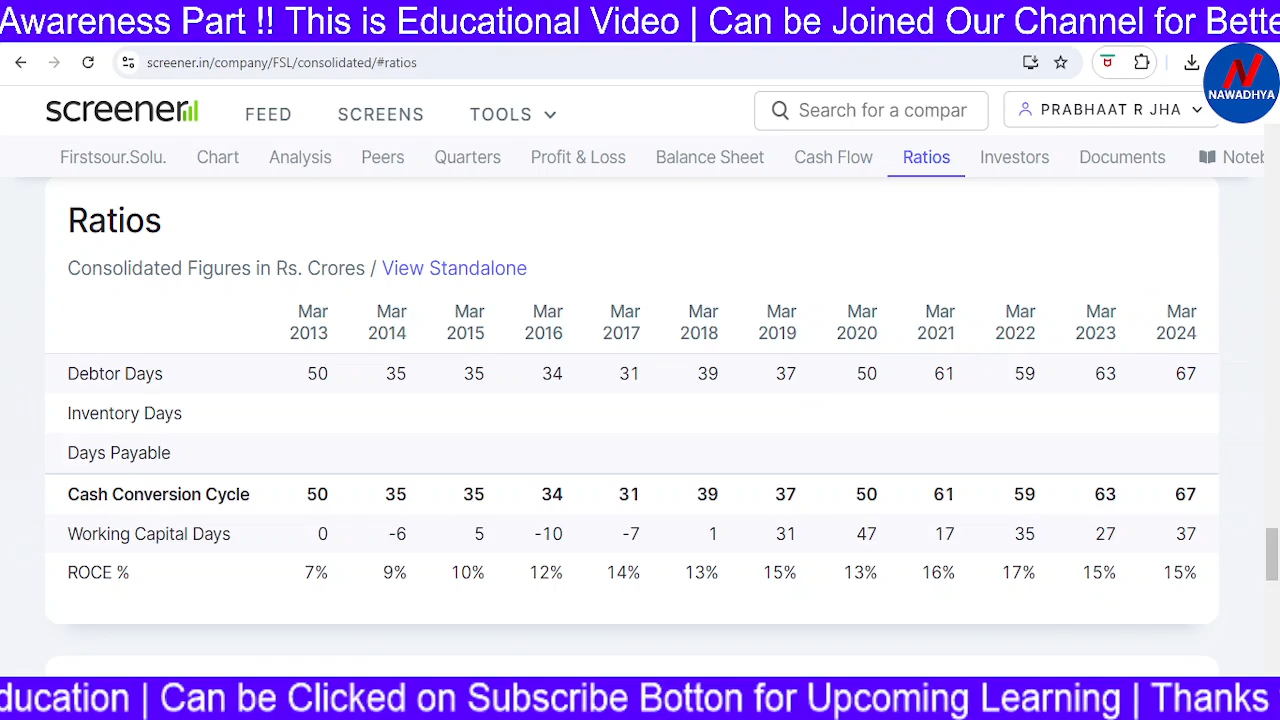 Awareness Part !! This is Educational Video | Can be Joined Our Channel for Bette
screener.in/company/FSL/consolidated/#ratios
NAWADHYA
screener
FEED SCREENS TOOLS
Search for a compar
PRABHAAT R JHA
Firstsour.Solu. Chart Analysis Peers Quarters Profit & Loss Balance Sheet Cash Flow Ratios Investors Documents Noteb
Ratios
Consolidated Figures in Rs. Crores / View Standalone
Mar 2013 Mar 2014 Mar 2015 Mar 2016 Mar 2017 Mar 2018 Mar 2019 Mar 2020 Mar 2021 Mar 2022 Mar 2023 Mar 2024
Debtor Days 50 35 35 34 31 39 37 50 61 59 63 67
Inventory Days
Days Payable
Cash Conversion Cycle 50 35 35 34 31 39 37 50 61 59 63 67
Working Capital Days 0 -6 5 -10 -7 1 31 47 17 35 27 37
ROCE % 7% 9% 10% 12% 14% 13% 15% 13% 16% 17% 15% 15%
ducation | Can be Clicked on Subscribe Botton for Upcoming Learning | Thanks